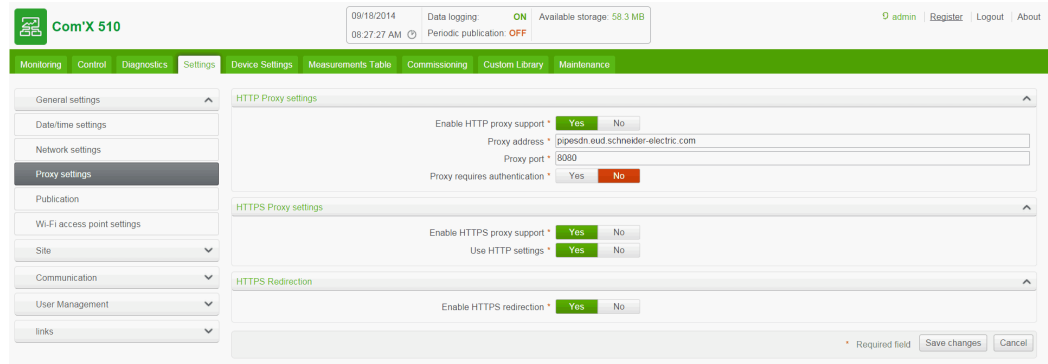 Com'X 510
09/18/2014
08:27:27 AM
Data logging: ON
Periodic publication: OFF
Available storage: 58.3 MB
admin | Register | Logout | About
Monitoring Control Diagnostics Settings Device Settings Measurements Table Commissioning Custom Library Maintenance
General settings
Date/time settings
Network settings
Proxy settings
Publication
Wi-Fi access point settings
Site
Communication
User Management
links
HTTP Proxy settings
Enable HTTP proxy support * Yes No
Proxy address * pipesdn.eud.schneider-electric.com
Proxy port * 8080
Proxy requires authentication * Yes No
HTTPS Proxy settings
Enable HTTPS proxy support * Yes No
Use HTTP settings * Yes No
HTTPS Redirection
Enable HTTPS redirection * Yes No
* Required field Save changes Cancel